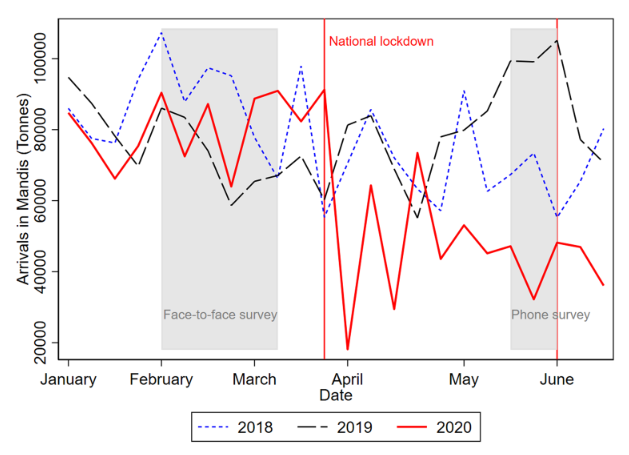 Arrivals in Mandis (Tonnes)
100000
80000
60000
40000
20000
National lockdown
Face-to-face survey
Phone survey
January
February
March
April
May
June
Date
2018
2019
2020